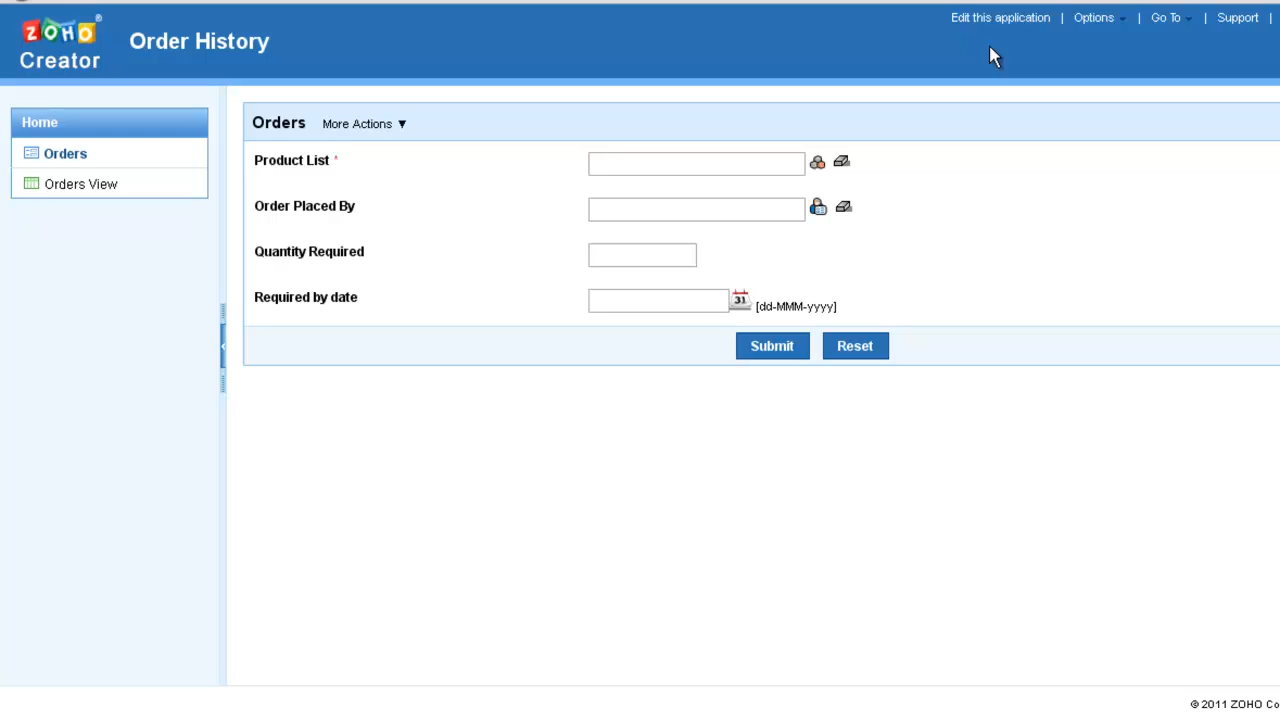 Edit this application | Options | Go To | Support |
ZOHO ®
Creator
Order History
Home
Orders
Orders View
Orders More Actions ▼
Product List *
Order Placed By
Quantity Required
Required by date
31 [dd-MMM-yyyy]
Submit Reset
© 2011 ZOHO Co